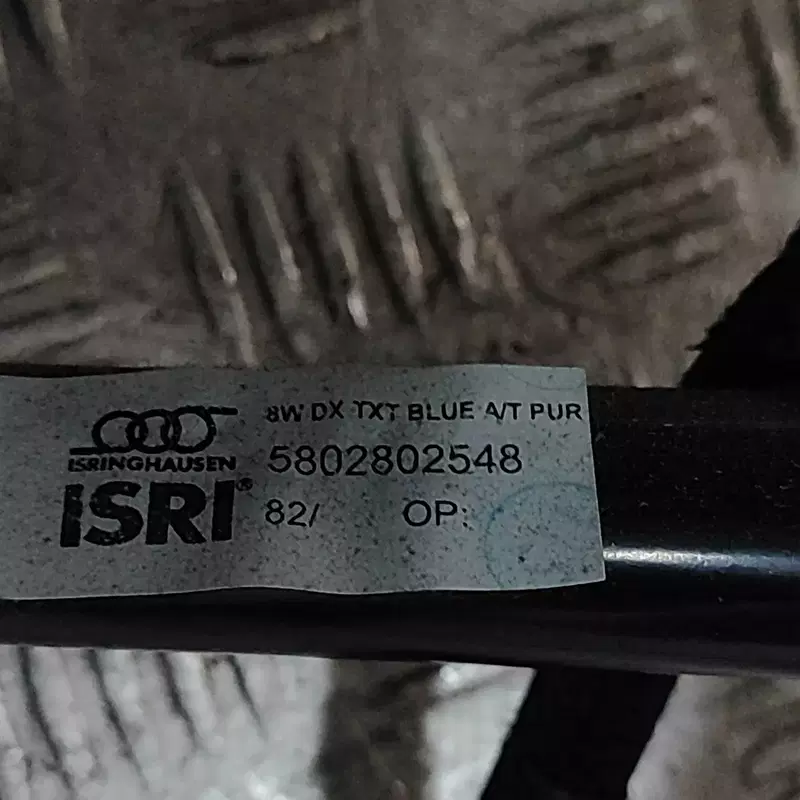 8W DX TXT BLUE A/T PUR
ISRINGHAUSEN
5802802548
ISRI®
82/ OP: